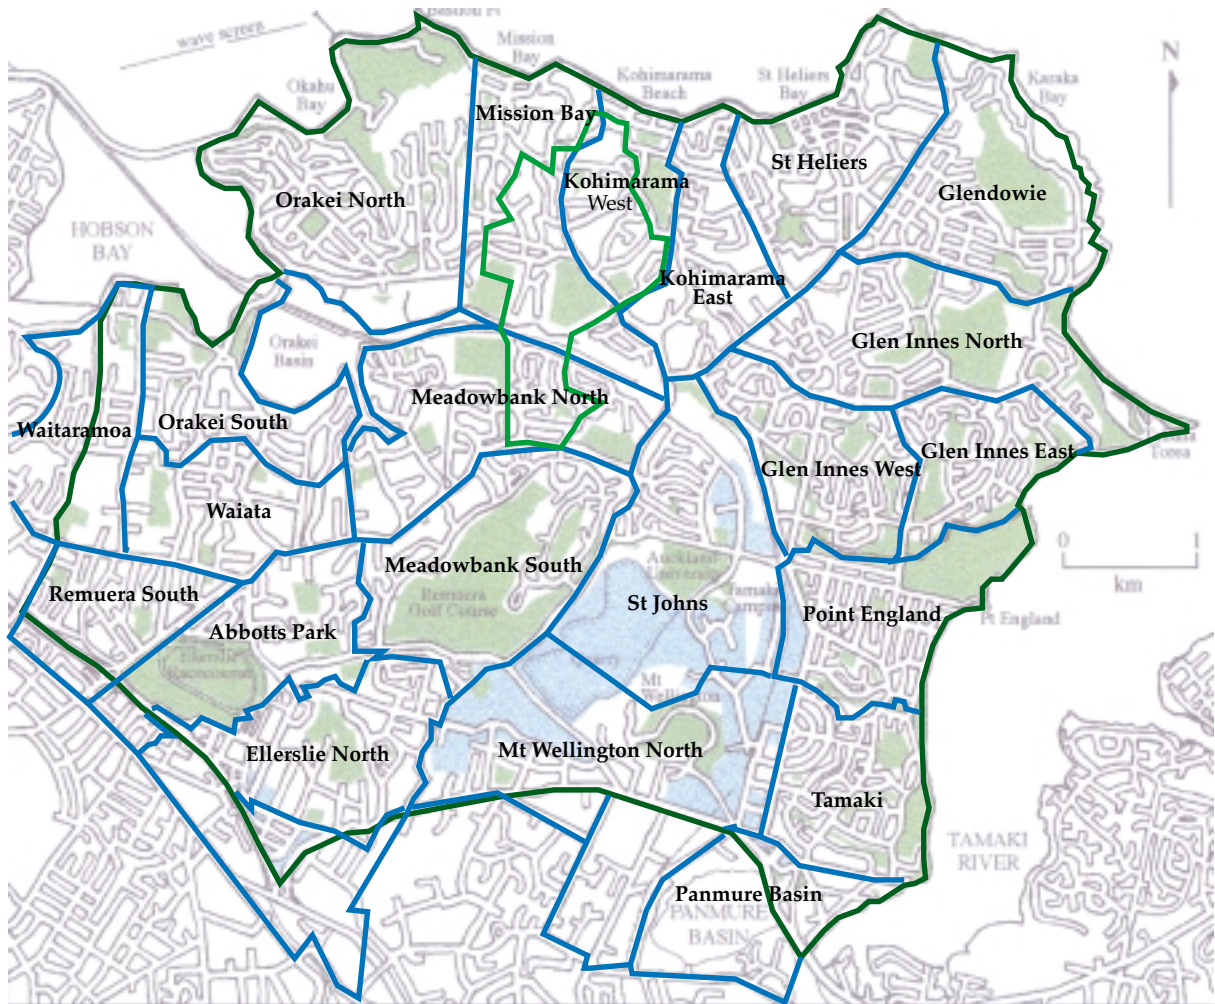 wave screen
Mission
Bay
N
Okahu
Bay
Kohimarama
Beach
St Heliers
Bay
Karaka
Bay
Mission Bay
St Heliers
Kohimarama
West
Glendowie
Orakei North
HOBSON
BAY
Kohimarama
East
Orakei
Basin
Glen Innes North
Meadowbank North
Waitaramoa
Orakei South
Glen Innes West
Glen Innes East
Waiata
0 1
km
Auckland
University
Tamaki
Campus
Meadowbank South
Remuera
Golf Course
Remuera South
St Johns
Point England
Pt England
Abbotts Park
Ellerslie
Racecourse
Mt
Wellington
Ellerslie North
Mt Wellington North
Tamaki
TAMAKI
RIVER
Panmure Basin
PANMURE
BASIN